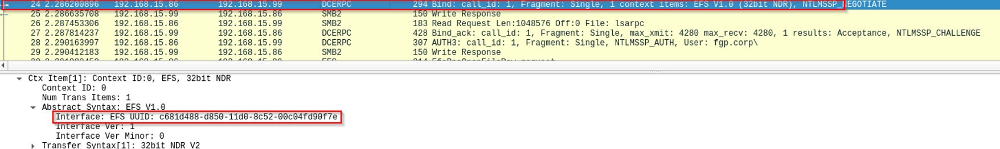 24 2.286200896 192.168.15.86 192.168.15.99 DCERPC 294 Bind: call_id: 1, Fragment: Single, 1 context items: EFS V1.0 (32bit NDR), NTLMSSP_NEGOTIATE
25 2.286635708 192.168.15.99 192.168.15.86 SMB2 150 Write Response
26 2.287453306 192.168.15.86 192.168.15.99 SMB2 183 Read Request Len:1048576 Off:0 File: lsarpc
27 2.287814237 192.168.15.99 192.168.15.86 DCERPC 428 Bind_ack: call_id: 1, Fragment: Single, max_xmit: 4280 max_recv: 4280, 1 results: Acceptance, NTLMSSP_CHALLENGE
28 2.290163997 192.168.15.86 192.168.15.99 DCERPC 307 AUTH3: call_id: 1, Fragment: Single, NTLMSSP_AUTH, User: fgp.corp\
29 2.290412183 192.168.15.99 192.168.15.86 SMB2 150 Write Response
Ctx Item[1]: Context ID:0, EFS, 32bit NDR
Context ID: 0
Num Trans Items: 1
Abstract Syntax: EFS V1.0
Interface: EFS UUID: c681d488-d850-11d0-8c52-00c04fd90f7e
Interface Ver: 1
Interface Ver Minor: 0
Transfer Syntax[1]: 32bit NDR V2